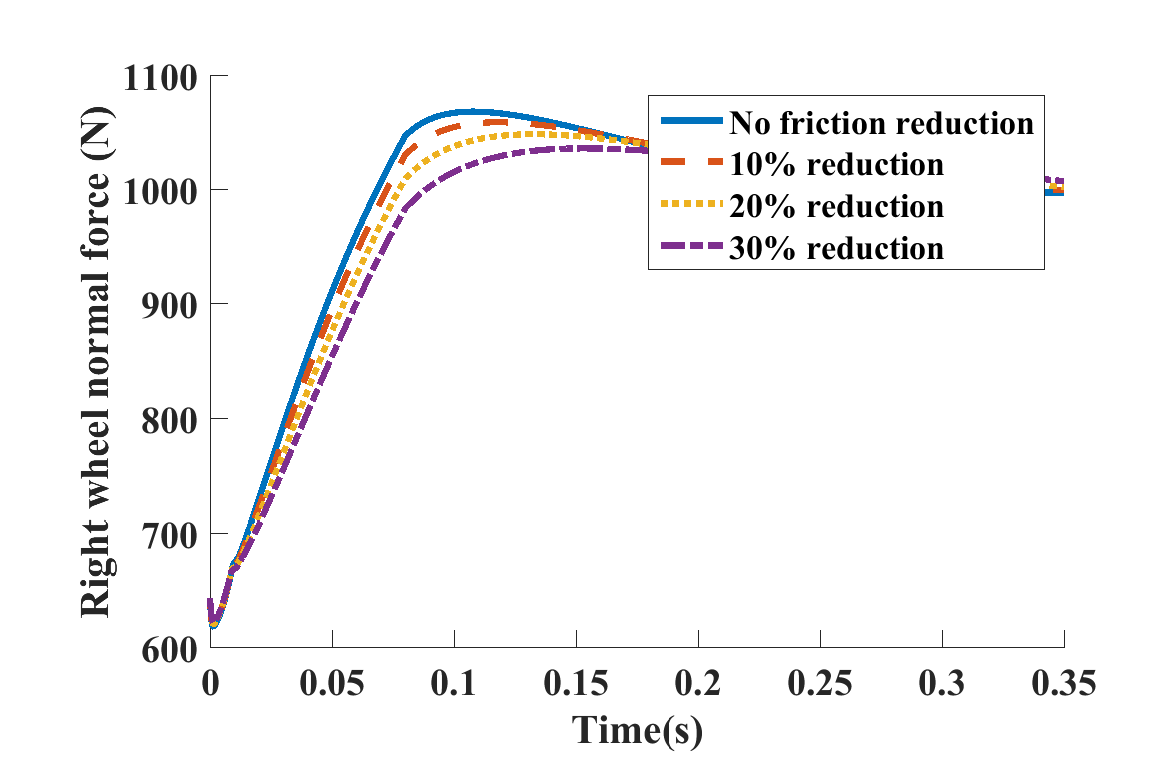 1100
1000
900
800
700
600
0
0.05
0.1
0.15
0.2
0.25
0.3
0.35
Right wheel normal force (N)
Time(s)
No friction reduction
10% reduction
20% reduction
30% reduction